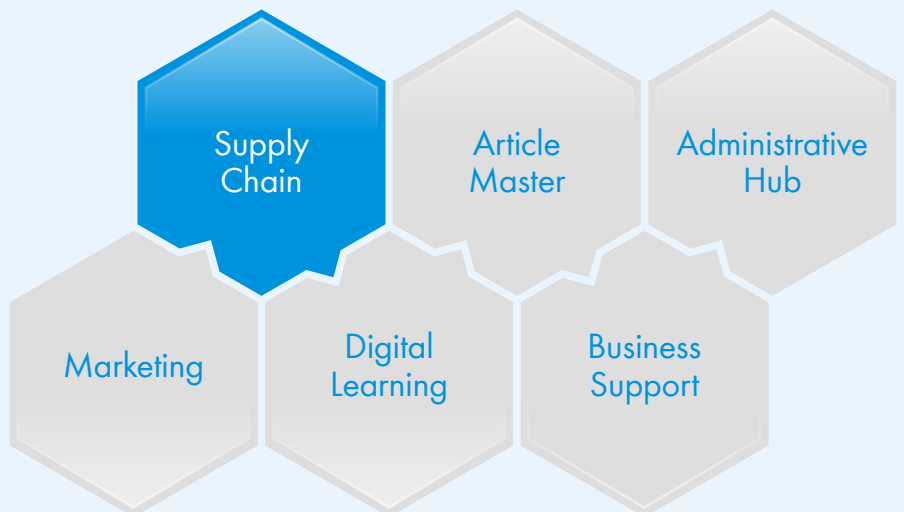 Supply
Chain
Article
Master
Administrative
Hub
Marketing
Digital
Learning
Business
Support